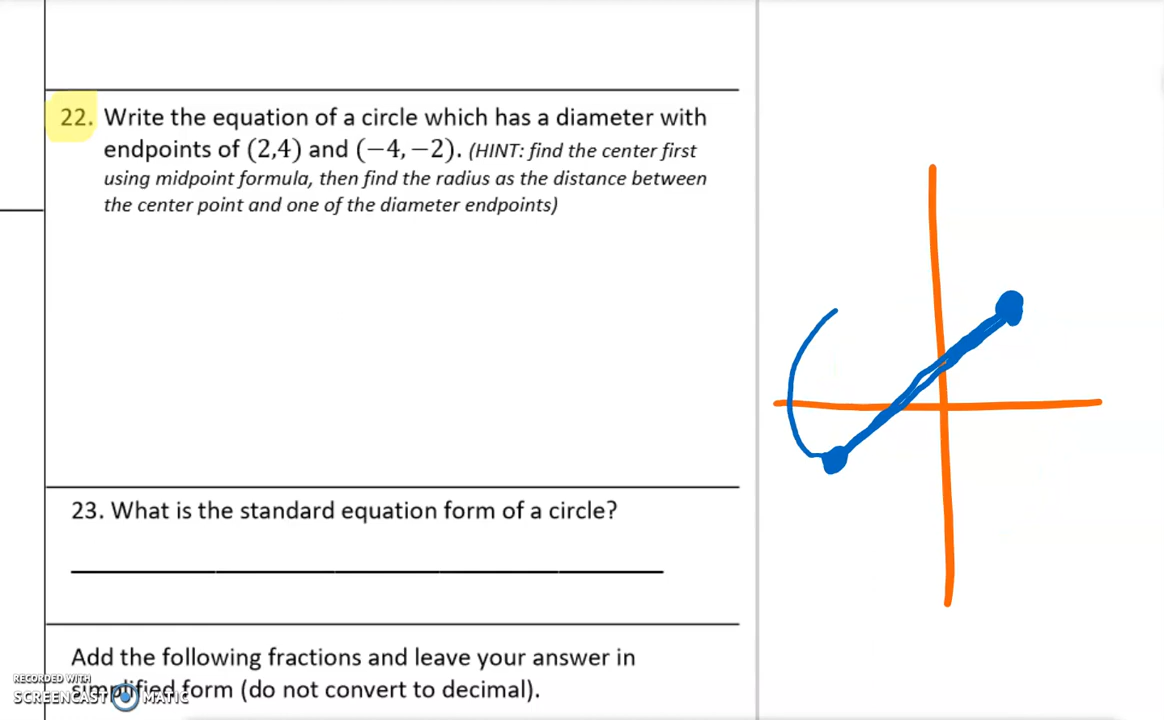 22. Write the equation of a circle which has a diameter with
endpoints of (2,4) and (−4, −2). (HINT: find the center first
using midpoint formula, then find the radius as the distance between
the center point and one of the diameter endpoints)
23. What is the standard equation form of a circle?
Add the following fractions and leave your answer in
simplified form (do not convert to decimal).
RECORDED WITH
SCREENCAST MATIC